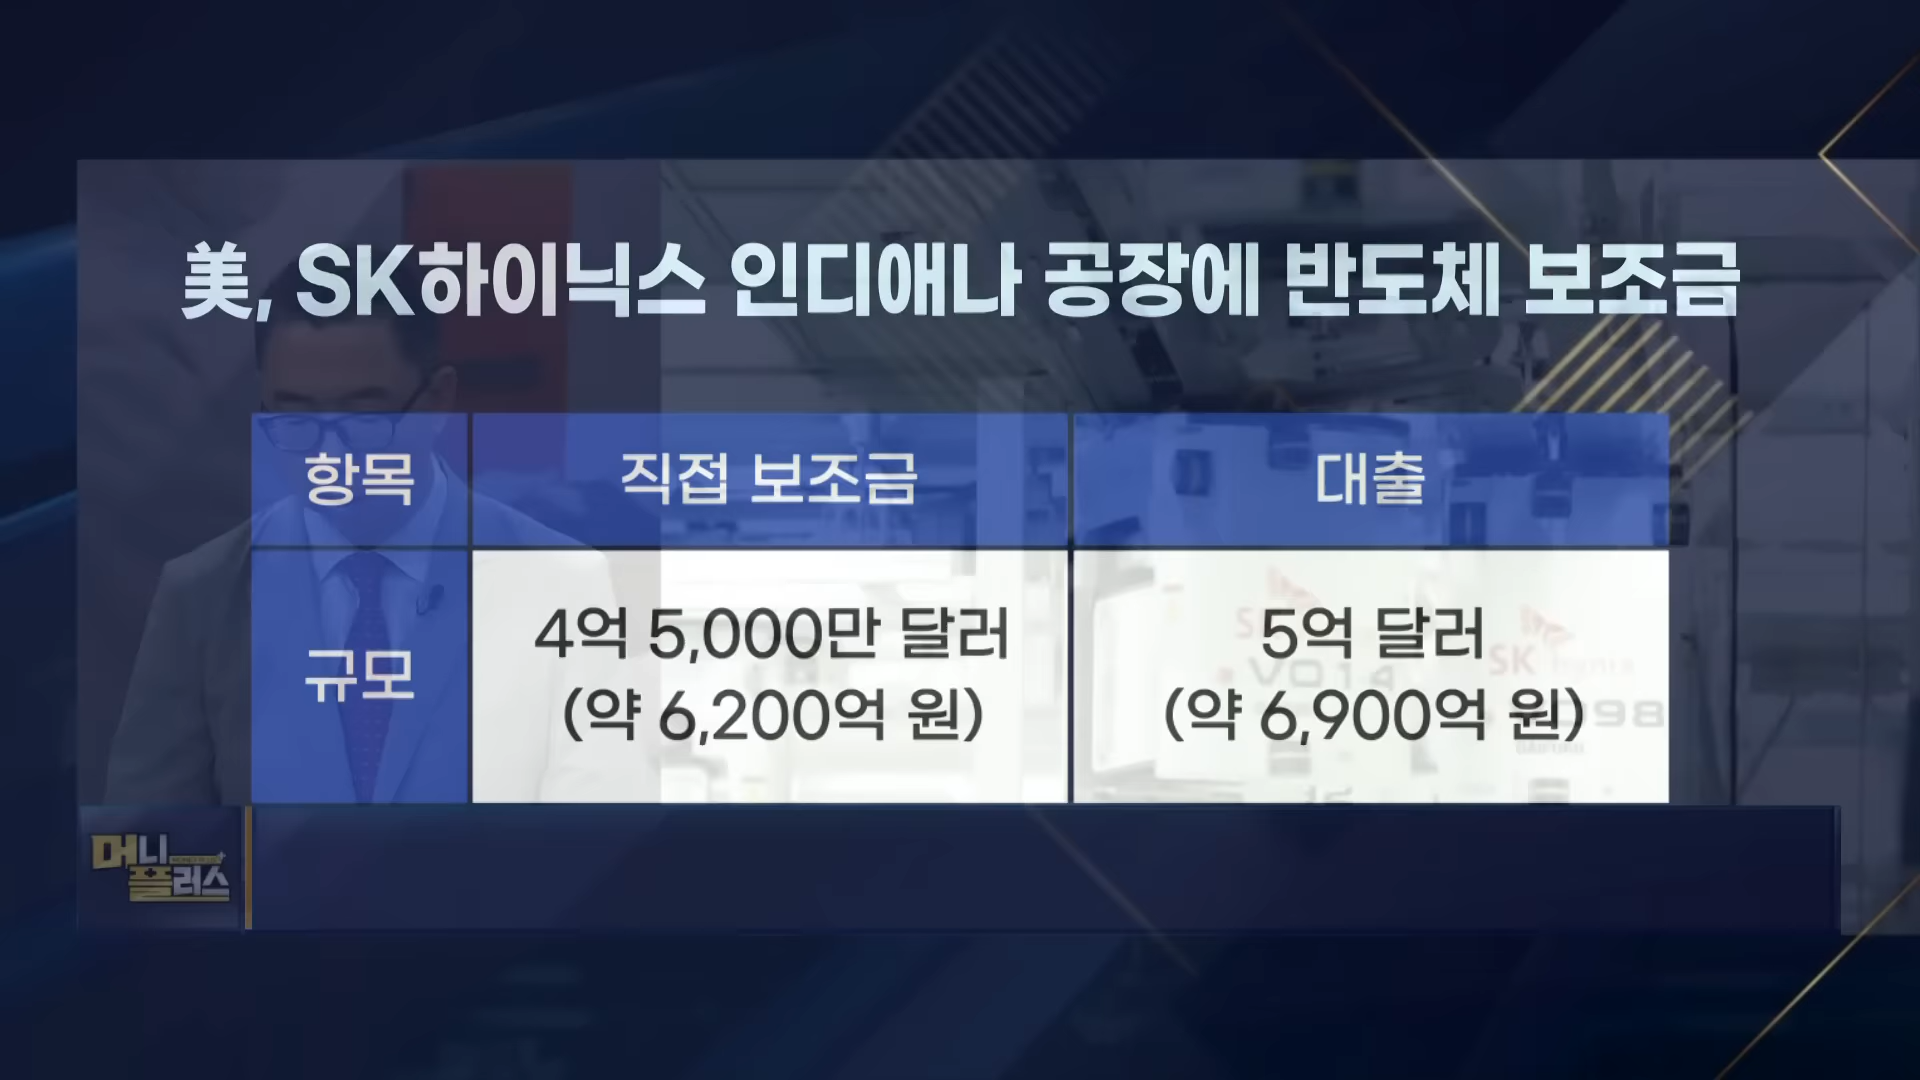 美, SK하이닉스 인디애나 공장에 반도체 보조금
항목
직접 보조금
대출
규모
4억 5,000만 달러
(약 6,200억 원)
5억 달러
(약 6,900억 원)
V014
SK
098
머니
플러스